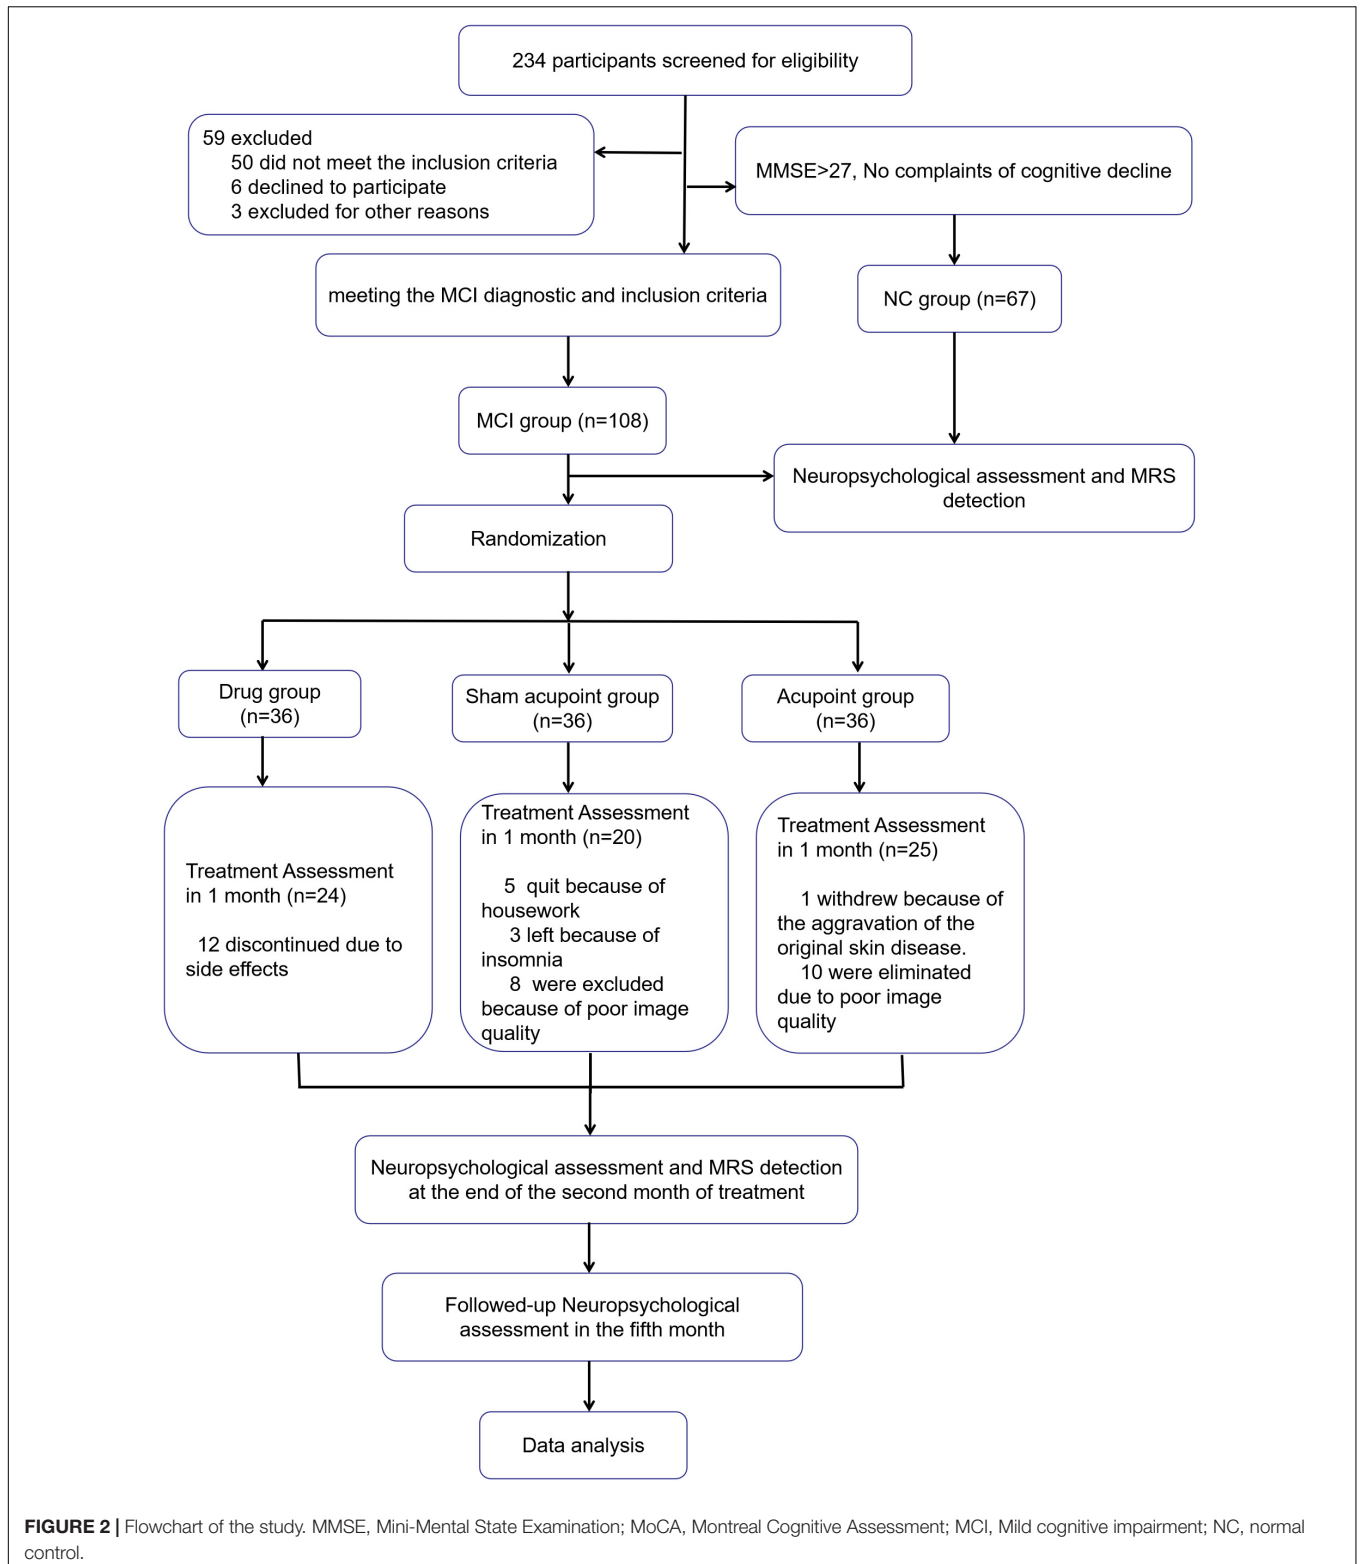 234 participants screened for eligibility
59 excluded
50 did not meet the inclusion criteria
6 declined to participate
3 excluded for other reasons
MMSE>27, No complaints of cognitive decline
meeting the MCI diagnostic and inclusion criteria
NC group (n=67)
MCI group (n=108)
Neuropsychological assessment and MRS
detection
Randomization
Drug group
(n=36)
Sham acupoint group
(n=36)
Acupoint group
(n=36)
Treatment Assessment
in 1 month (n=24)
12 discontinued due to
side effects
Treatment Assessment
in 1 month (n=20)
5 quit because of
housework
3 left because of
insomnia
8 were excluded
because of poor image
quality
Treatment Assessment
in 1 month (n=25)
1 withdrew because of
the aggravation of the
original skin disease.
10 were eliminated
due to poor image
quality
Neuropsychological assessment and MRS detection
at the end of the second month of treatment
Followed-up Neuropsychological
assessment in the fifth month
Data analysis
FIGURE 2 | Flowchart of the study. MMSE, Mini-Mental State Examination; MoCA, Montreal Cognitive Assessment; MCI, Mild cognitive impairment; NC, normal
control.